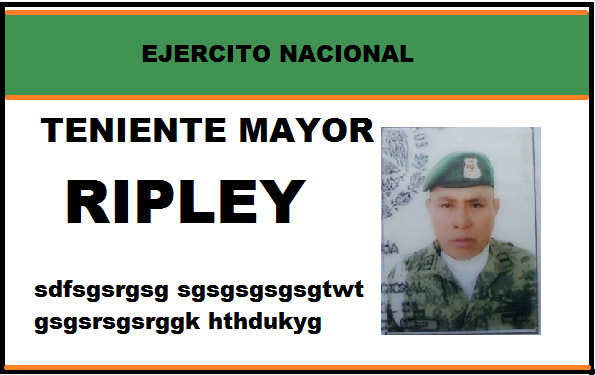 EJERCITO NACIONAL
TENIENTE MAYOR
RIPLEY
sdfsgsrgsg sgsgsgsgsgtwt
gsgsrsgsrggk hthdukyg